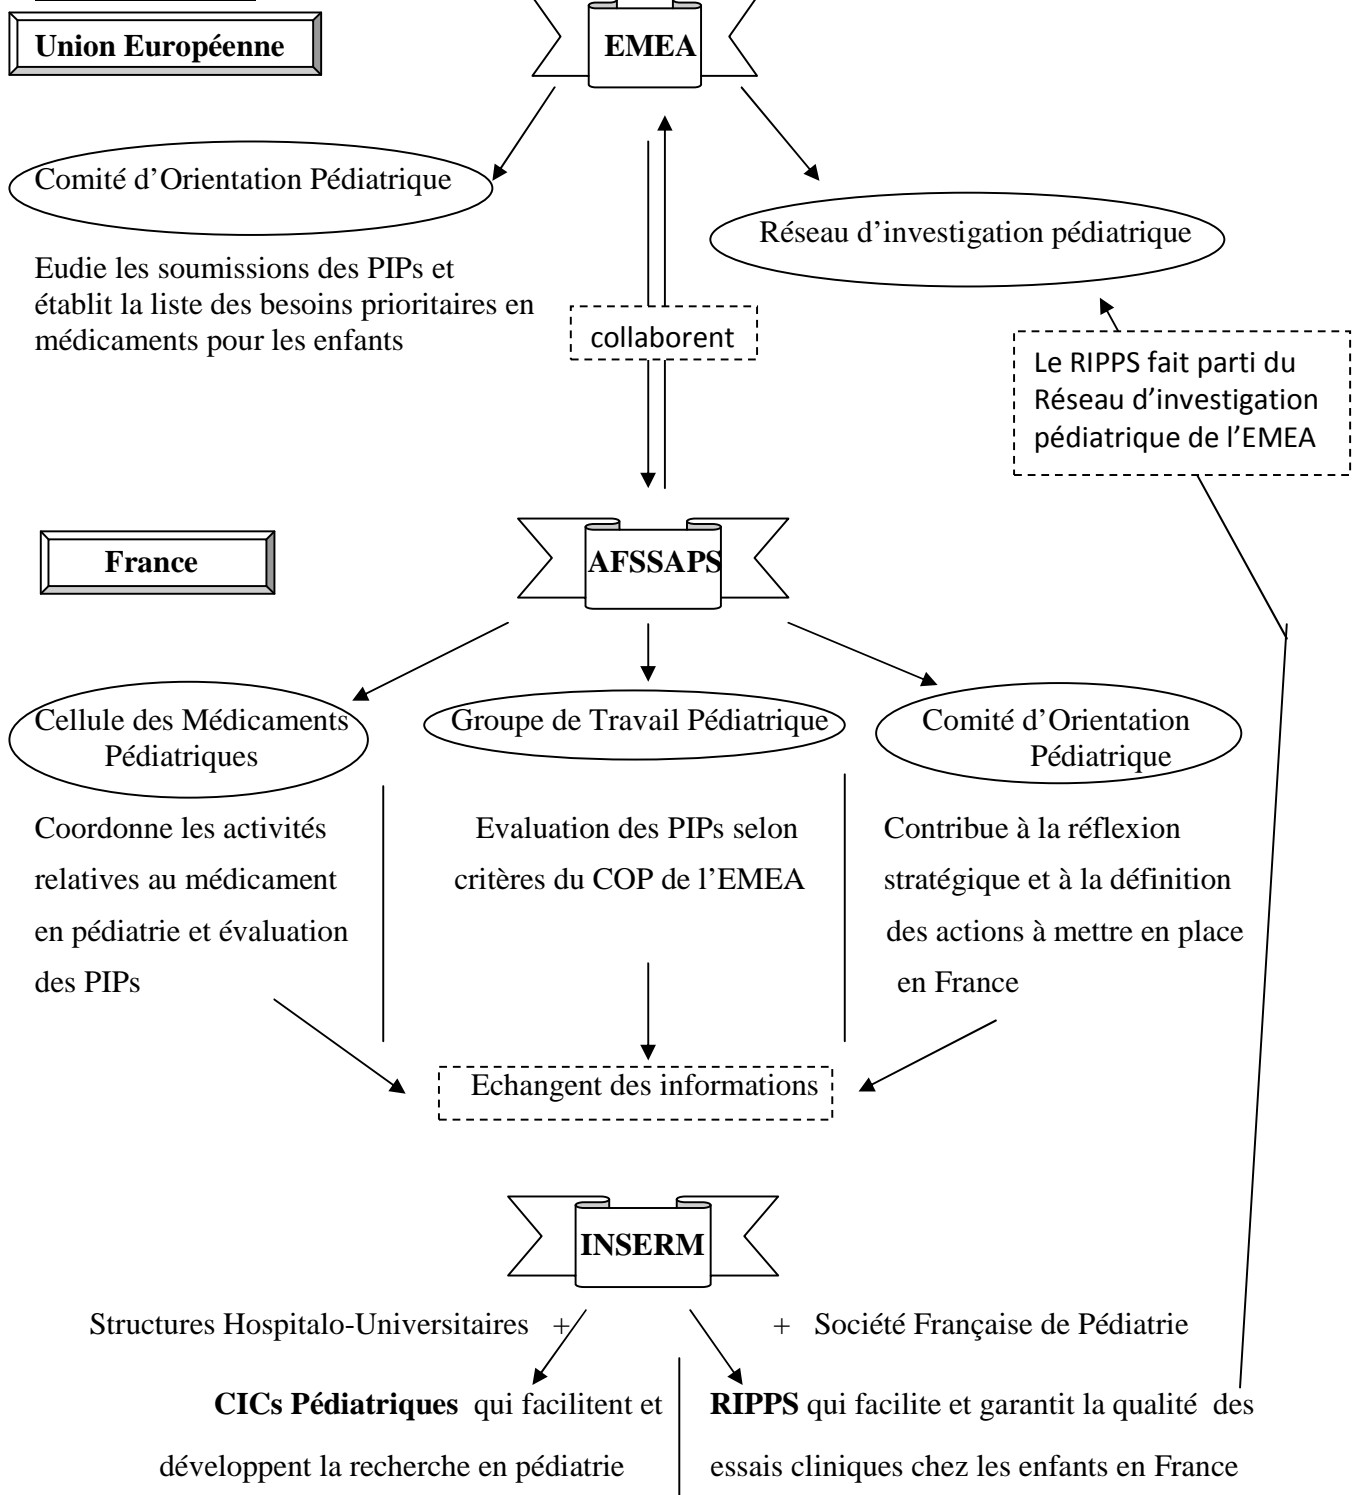 Union Européenne
EMEA
Comité d’Orientation Pédiatrique
Réseau d’investigation pédiatrique
Eudie les soumissions des PIPs et
établit la liste des besoins prioritaires en
médicaments pour les enfants
collaborent
Le RIPPS fait parti du
Réseau d’investigation
pédiatrique de l’EMEA
France
AFSSAPS
Cellule des Médicaments
Pédiatriques
Groupe de Travail Pédiatrique
Comité d’Orientation
Pédiatrique
Coordonne les activités
relatives au médicament
en pédiatrie et évaluation
des PIPs
Evaluation des PIPs selon
critères du COP de l’EMEA
Contribue à la réflexion
stratégique et à la définition
des actions à mettre en place
en France
Echangent des informations
INSERM
Structures Hospitalo-Universitaires +
+ Société Française de Pédiatrie
CICs Pédiatriques qui facilitent et
développent la recherche en pédiatrie
RIPPS qui facilite et garantit la qualité des
essais cliniques chez les enfants en France